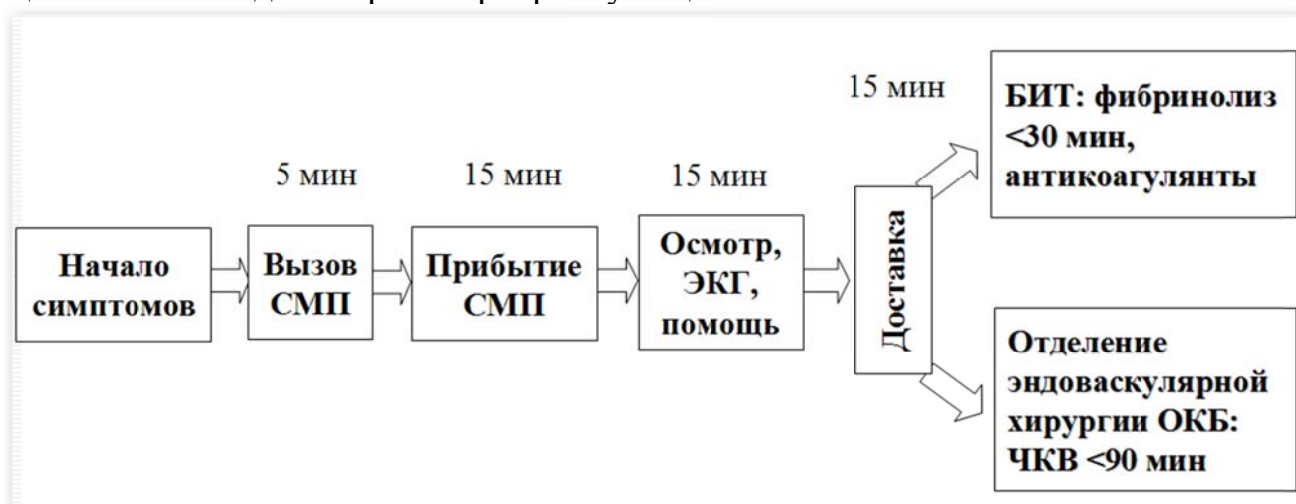 15 мин
БИТ: фибринолиз
<30 мин,
антикоагулянты
5 мин
15 мин
15 мин
Начало
симптомов
Вызов
СМП
Прибытие
СМП
Осмотр,
ЭКГ,
помощь
Доставка
Отделение
эндоваскулярной
хирургии ОКБ:
ЧКВ <90 мин